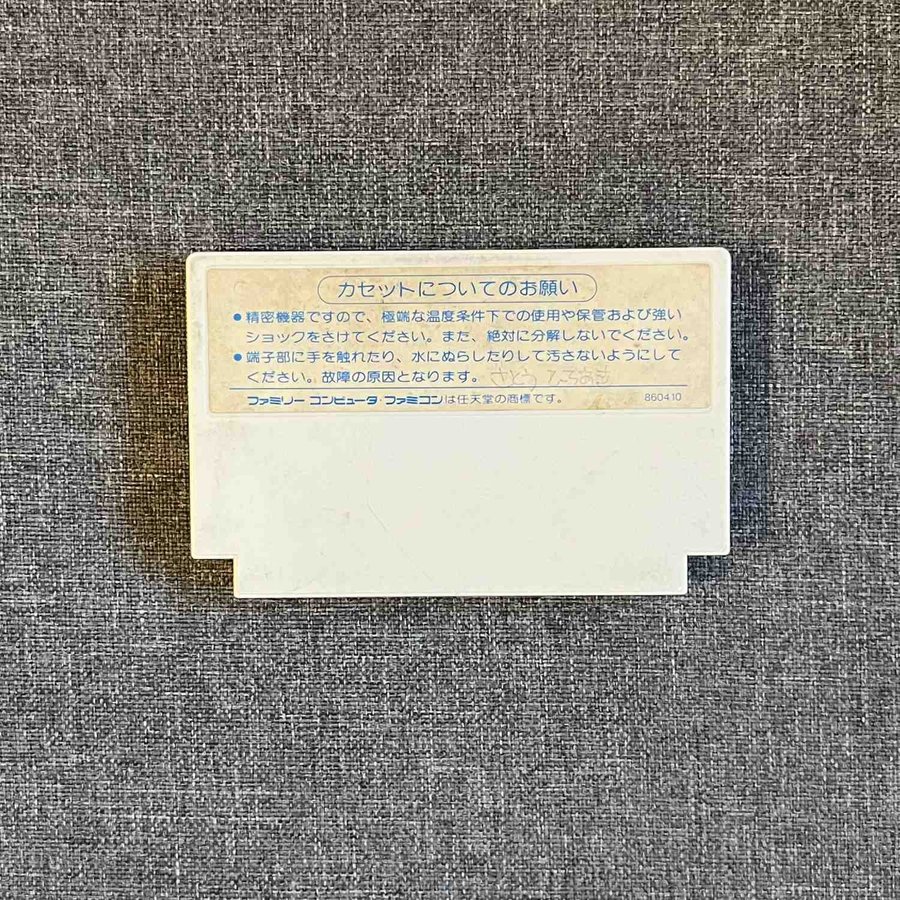 カセットについてのお願い
●精密機器ですので、極端な温度条件下での使用や保管および強い
ショックをさけてください。また、絶対に分解しないでください。
●端子部に手を触れたり、水にぬらしたりして汚さないようにして
ください。故障の原因となります。 さとう
ファミリー コンピュータ・ファミコンは任天堂の商標です。 860410